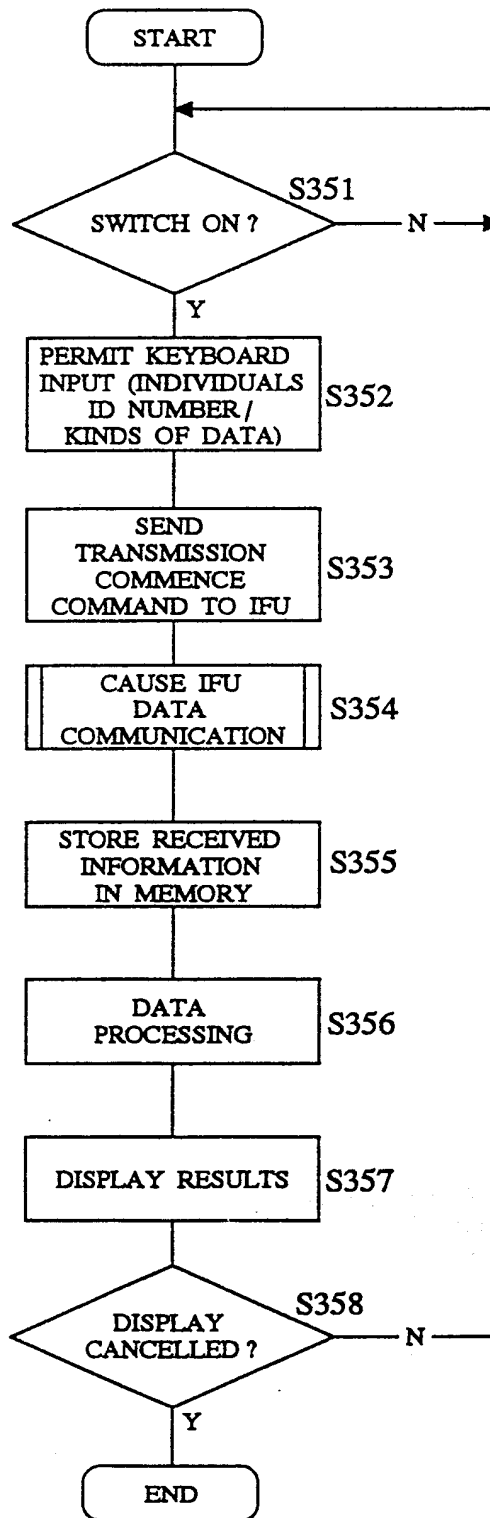 START
S351
SWITCH ON ?
N
Y
PERMIT KEYBOARD
INPUT (INDIVIDUALS
ID NUMBER /
KINDS OF DATA)
S352
SEND
TRANSMISSION
COMMENCE
COMMAND TO IFU
S353
CAUSE IFU
DATA
COMMUNICATION
S354
STORE RECEIVED
INFORMATION
IN MEMORY
S355
DATA
PROCESSING
S356
DISPLAY RESULTS
S357
S358
DISPLAY
CANCELLED ?
N
Y
END